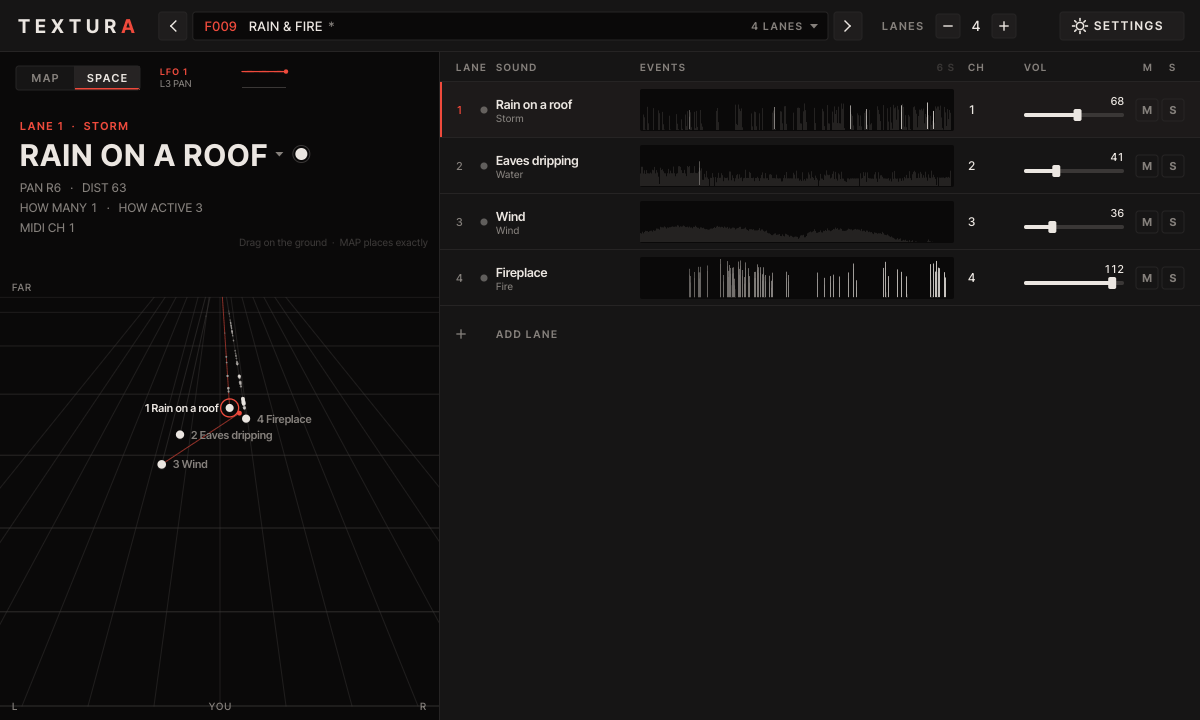 TEXTURA
F009 RAIN & FIRE *
4 LANES
LANES
4
SETTINGS
MAP
SPACE
LFO 1
L3 PAN
LANE 1 · STORM
RAIN ON A ROOF
PAN R6 · DIST 63
HOW MANY 1 · HOW ACTIVE 3
MIDI CH 1
Drag on the ground · MAP places exactly
FAR
1 Rain on a roof
4 Fireplace
2 Eaves dripping
3 Wind
L
YOU
R
LANE SOUND EVENTS 6 S CH VOL M S
1 Rain on a roof 1 68 M S
Storm
2 Eaves dripping 2 41 M S
Water
3 Wind 3 36 M S
Wind
4 Fireplace 4 112 M S
Fire
+ ADD LANE